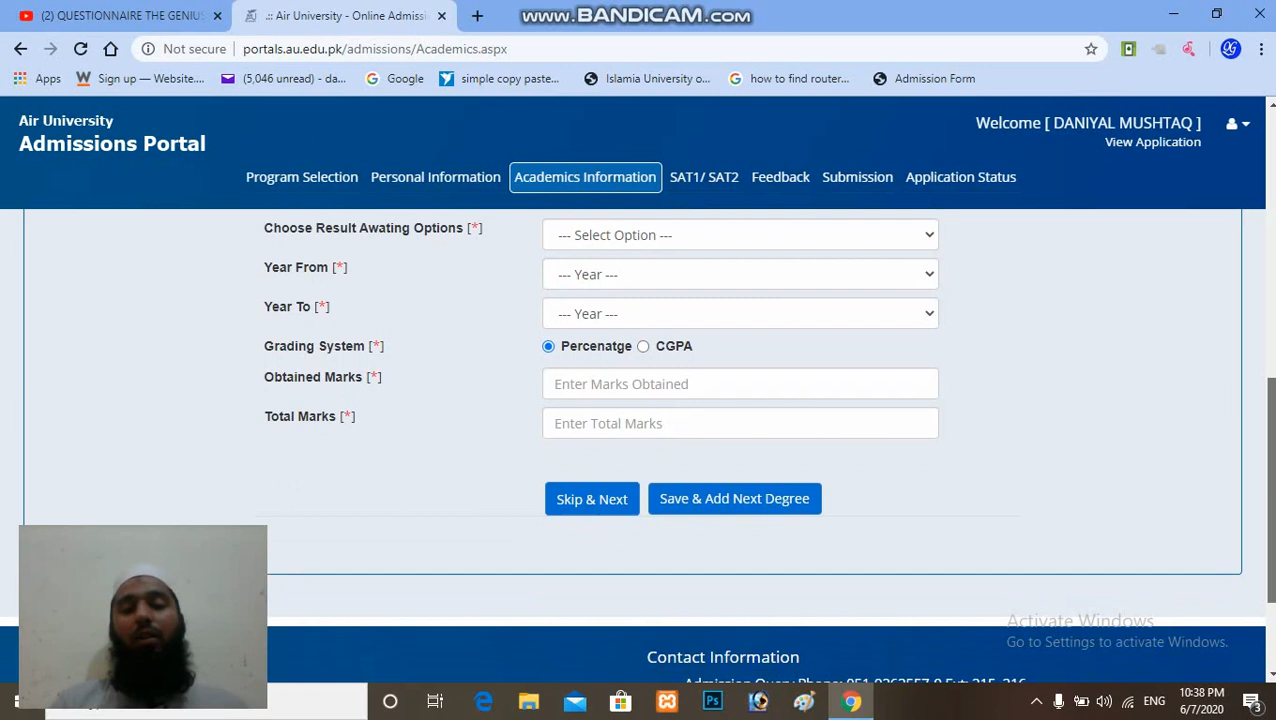 (2) QUESTIONNAIRE THE GENIUS
.:: Air University - Online Admissi
www.BANDICAM.com
Not secure
portals.au.edu.pk/admissions/Academics.aspx
Apps
Sign up — Website....
(5,046 unread) - da...
Google
simple copy paste...
Islamia University o...
how to find router...
Admission Form
Air University
Admissions Portal
Welcome [ DANIYAL MUSHTAQ ]
View Application
Program Selection
Personal Information
Academics Information
SAT1/ SAT2
Feedback
Submission
Application Status
Choose Result Awating Options [*]
--- Select Option ---
Year From [*]
--- Year ---
Year To [*]
--- Year ---
Grading System [*]
Percenatge
CGPA
Obtained Marks [*]
Enter Marks Obtained
Total Marks [*]
Enter Total Marks
Skip & Next
Save & Add Next Degree
Activate Windows
Go to Settings to activate Windows.
Contact Information
ENG
10:38 PM
6/7/2020
3